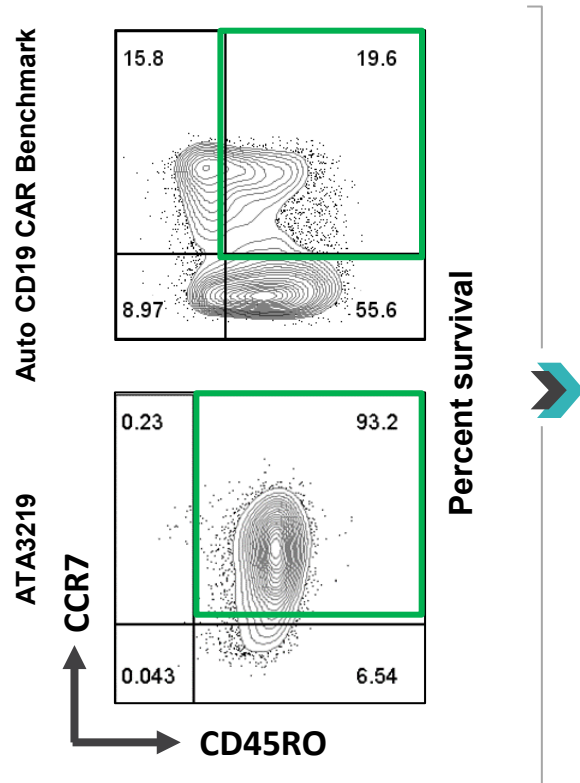 Auto CD19 CAR Benchmark
15.8 19.6
8.97 55.6
ATA3219
0.23 93.2
0.043 6.54
CCR7
CD45RO
Percent survival